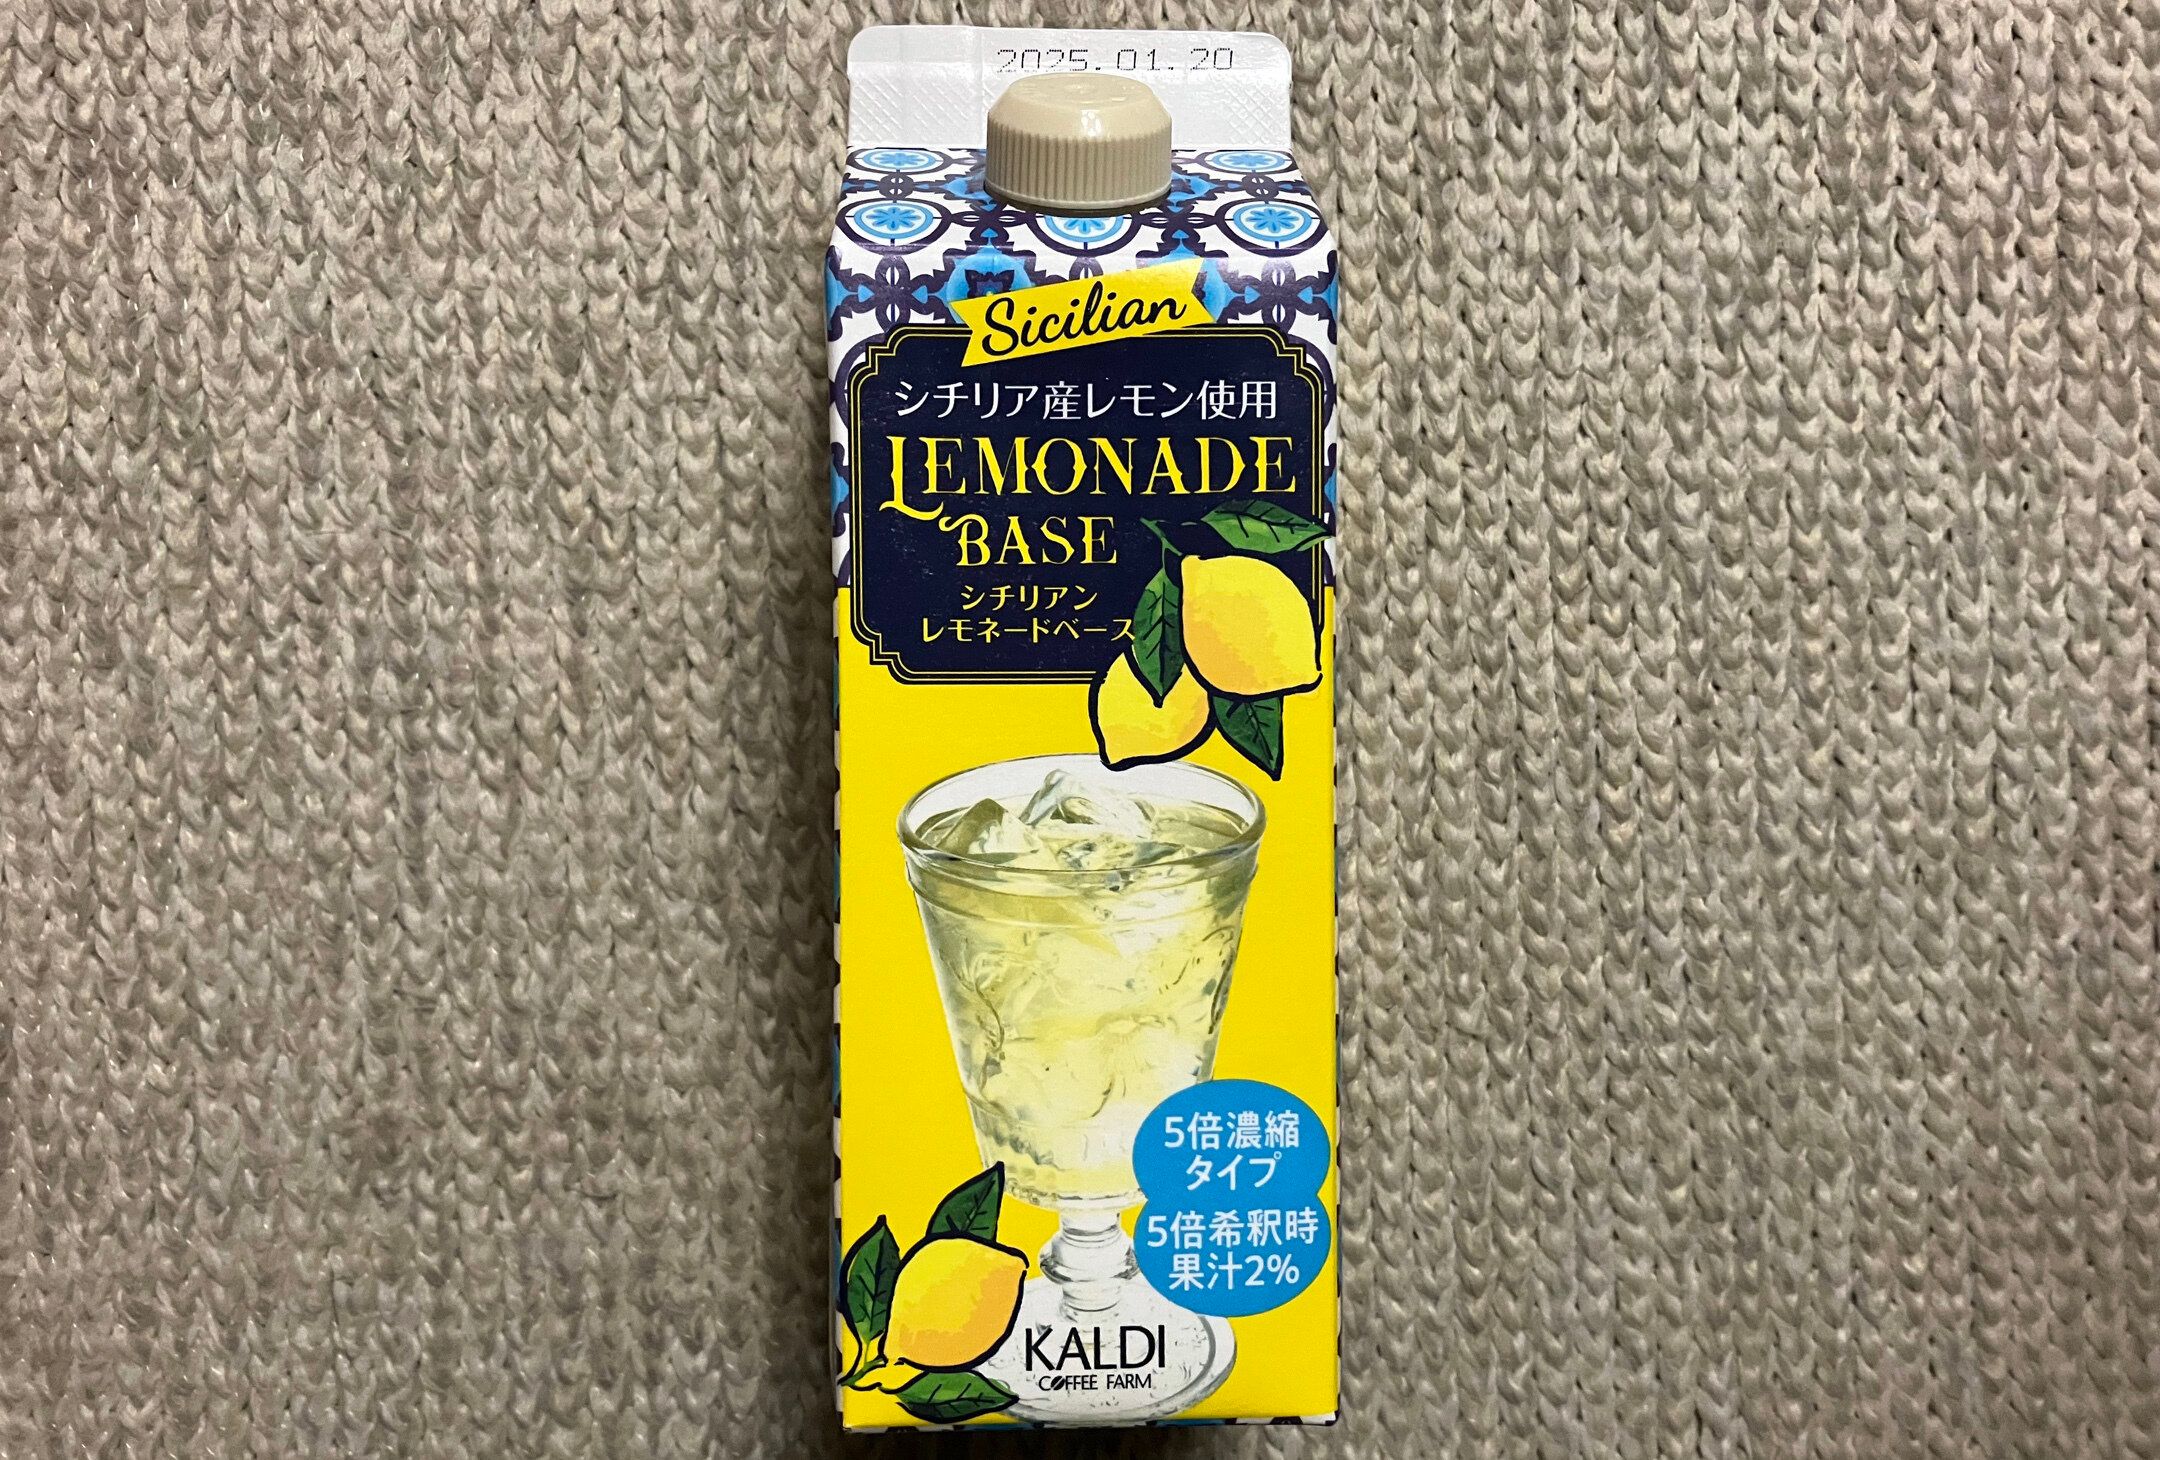 2025.01.20
Sicilian
シチリア産レモン使用
LEMONADE
BASE
シチリアン
レモネードベース
5倍濃縮
タイプ
5倍希釈時
果汁2%
KALDI
COFFEE FARM